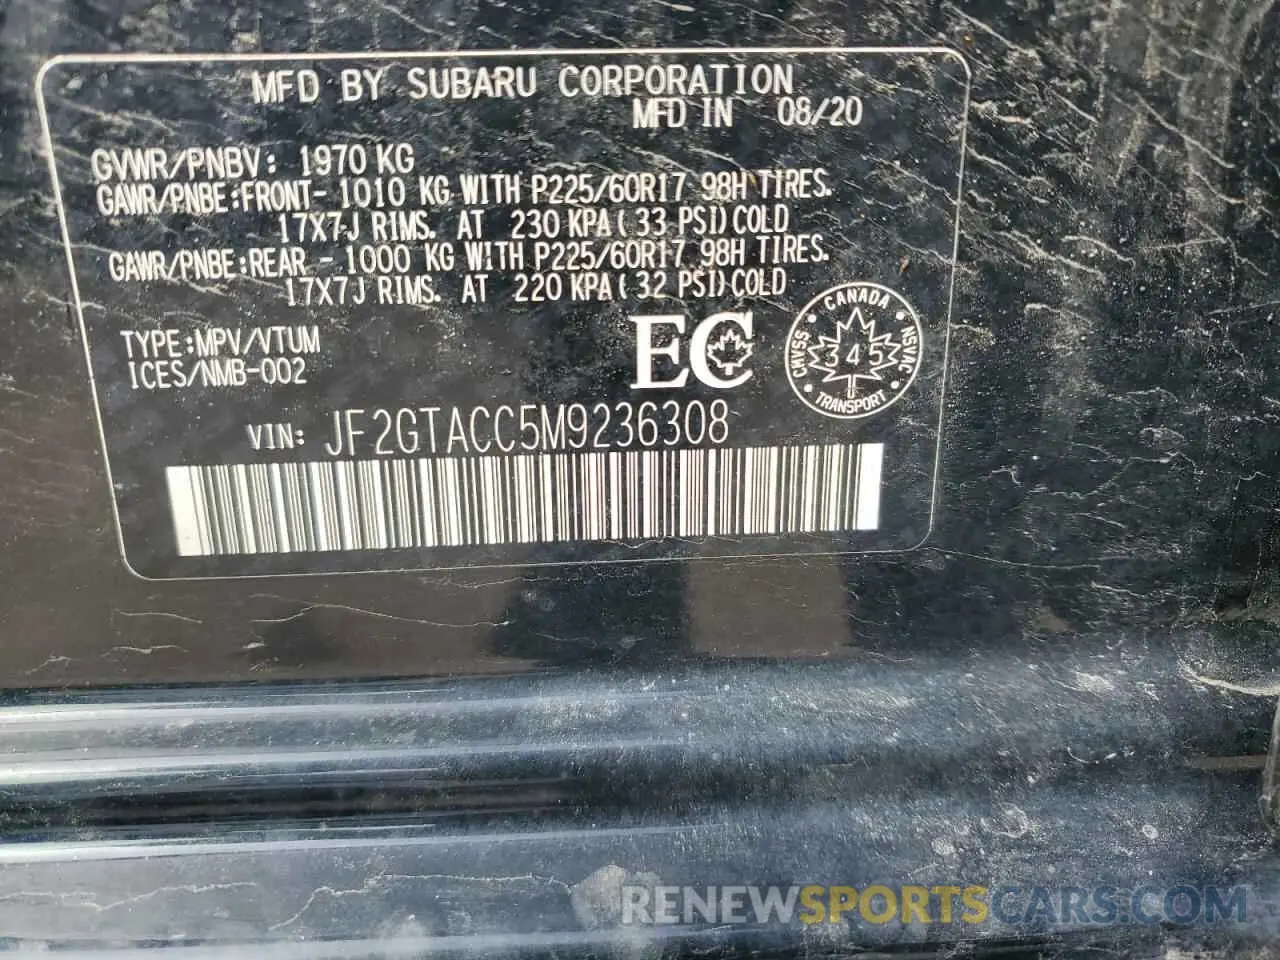 MFD BY SUBARU CORPORATION
MFD IN 08/20
GVWR/PNBV: 1970 KG
GAWR/PNBE:FRONT- 1010 KG WITH P225/60R17 98H TIRES.
17X7J RIMS. AT 230 KPA(33 PSI)COLD
GAWR/PNBE:REAR - 1000 KG WITH P225/60R17 98H TIRES.
17X7J RIMS. AT 220 KPA(32 PSI)COLD
TYPE:MPV/VTUM
ICES/NMB-002
EC
CANADA
CMVSS
NSVAC
345
TRANSPORT
VIN: JF2GTACC5M9236308
RENEWSPORTSCARS.COM